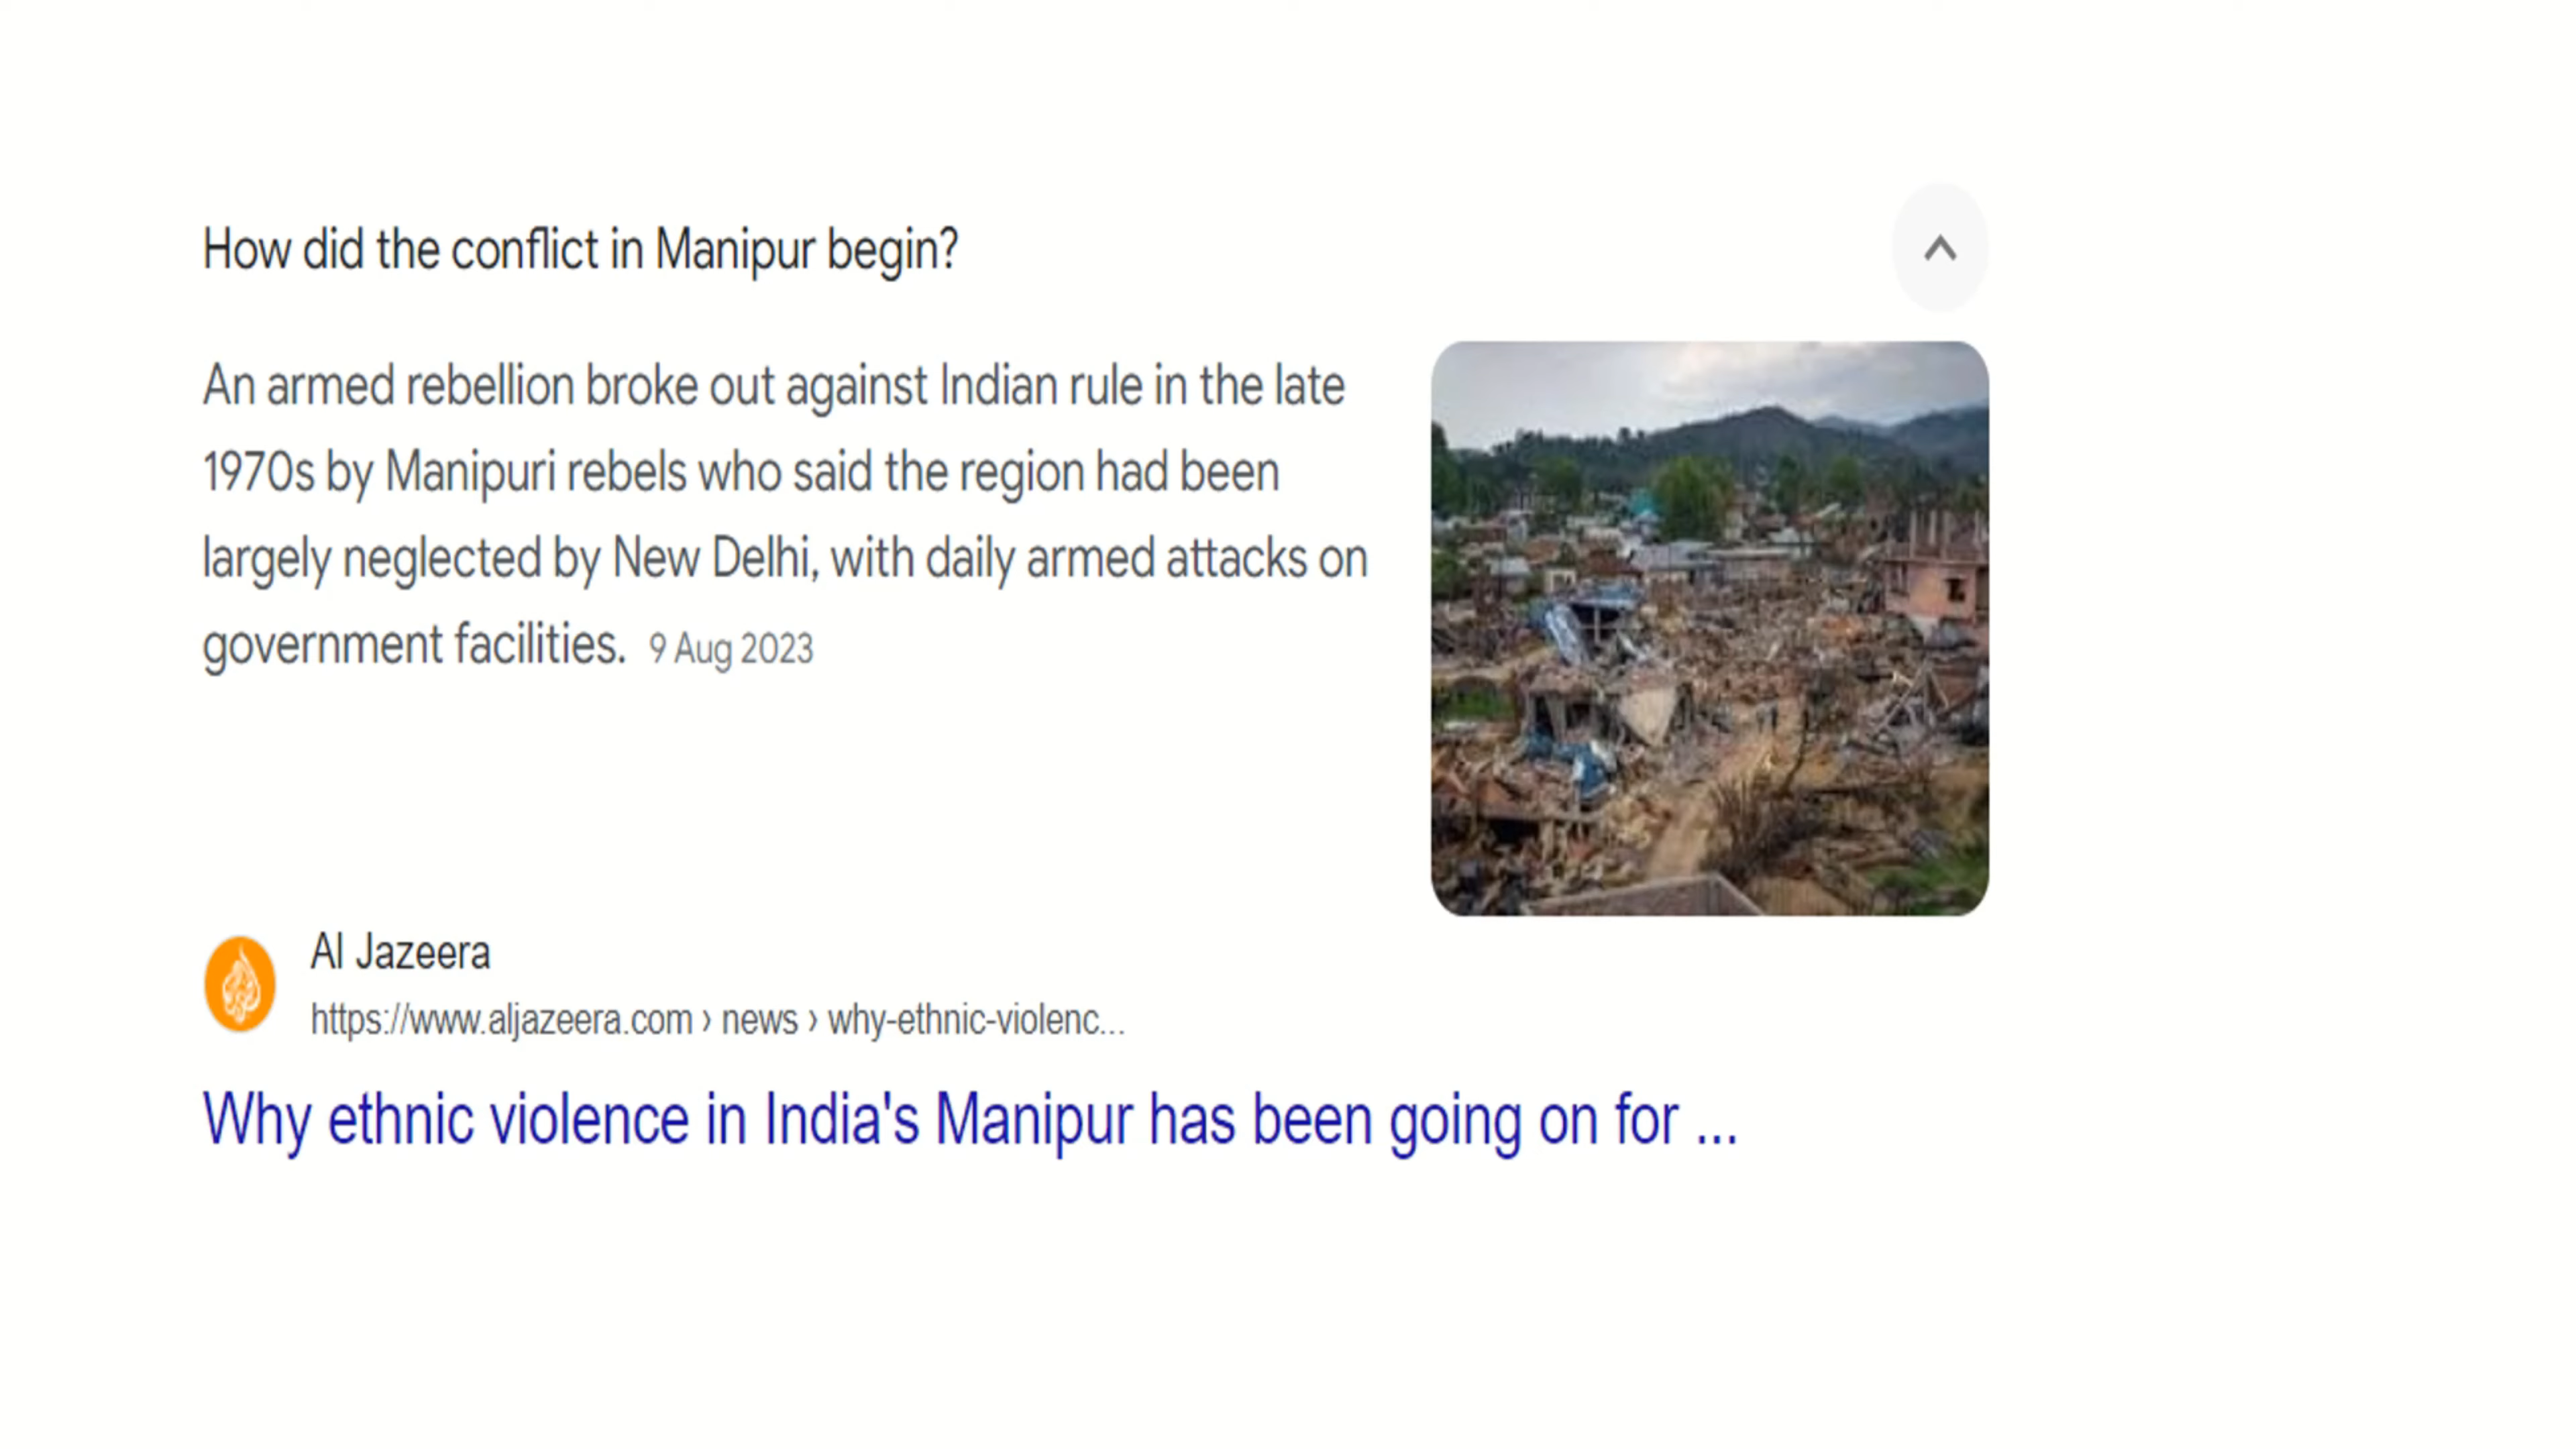 How did the conflict in Manipur begin?
An armed rebellion broke out against Indian rule in the late
1970s by Manipuri rebels who said the region had been
largely neglected by New Delhi, with daily armed attacks on
government facilities. 9 Aug 2023
Al Jazeera
https://www.aljazeera.com › news › why-ethnic-violenc...
Why ethnic violence in India's Manipur has been going on for ...